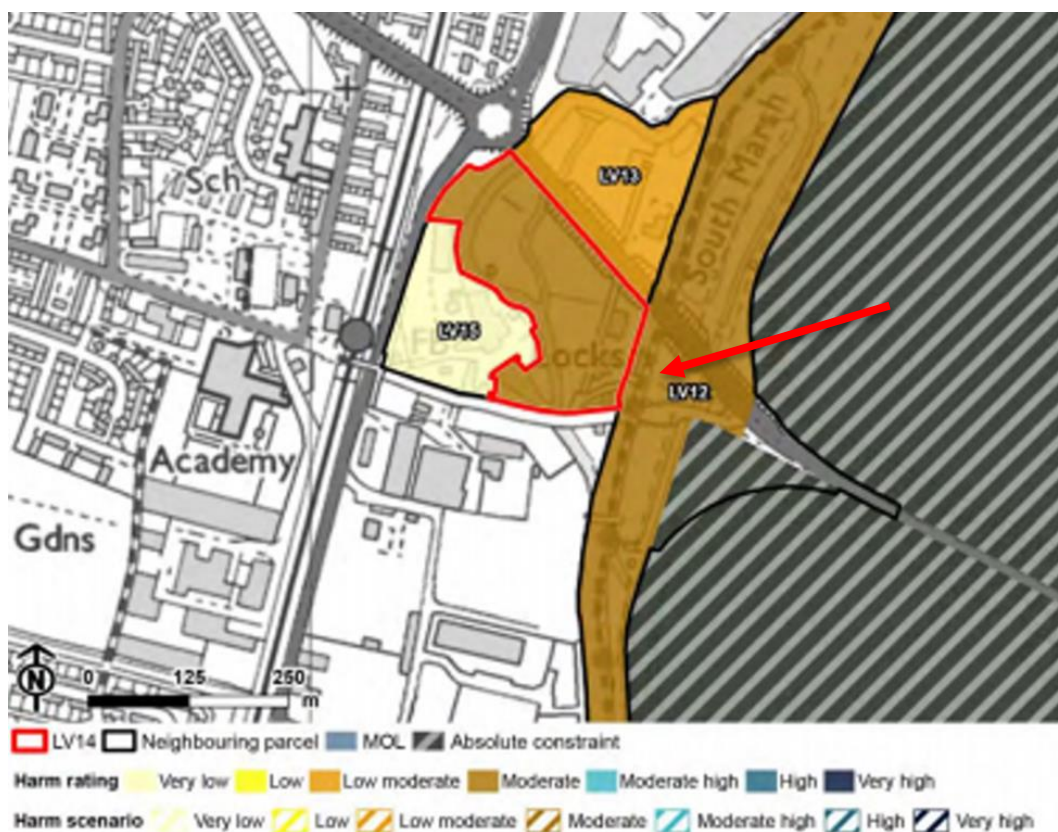 Sch
LV13
South Marsh
LV15
FB
Locks
LV12
Academy
Gdns
N
0 125 250
m
LV14 Neighbouring parcel MOL Absolute constraint
Harm rating Very low Low Low moderate Moderate Moderate high High Very high
Harm scenario Very low Low Low moderate Moderate Moderate high High Very high